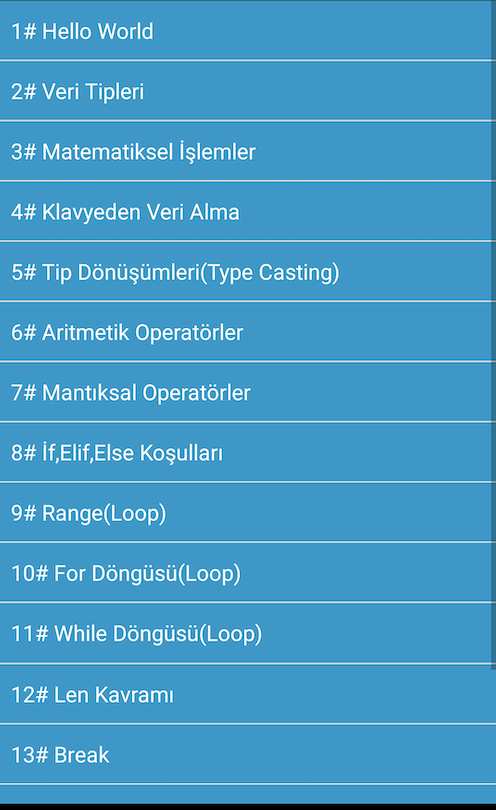 1# Hello World
2# Veri Tipleri
3# Matematiksel İşlemler
4# Klavyeden Veri Alma
5# Tip Dönüşümleri(Type Casting)
6# Aritmetik Operatörler
7# Mantıksal Operatörler
8# İf,Elif,Else Koşulları
9# Range(Loop)
10# For Döngüsü(Loop)
11# While Döngüsü(Loop)
12# Len Kavramı
13# Break